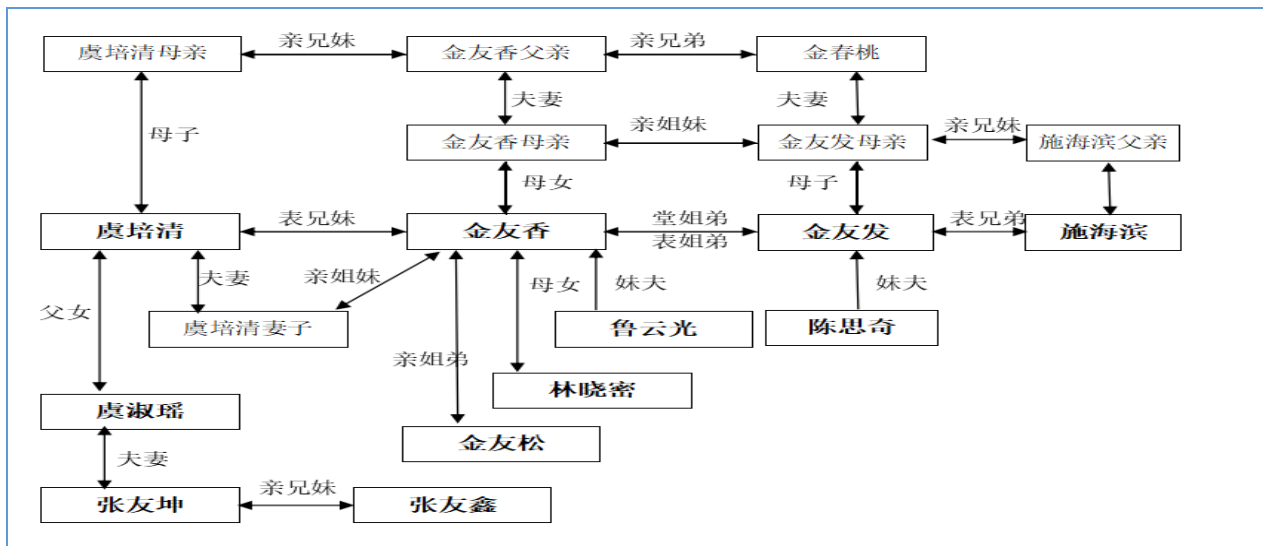 亲兄妹
亲兄弟
虞培清母亲
金友香父亲
金春桃
夫妻
夫妻
母子
亲姐妹
亲兄妹
金友香母亲
金友发母亲
施海滨父亲
母女
母子
虞培清
表兄妹
金友香
堂姐弟
表姐弟
金友发
表兄弟
施海滨
夫妻
亲姐妹
母女
妹夫
妹夫
父女
虞培清妻子
鲁云光
陈思奇
亲姐弟
林晓密
虞淑瑶
金友松
夫妻
张友坤
亲兄妹
张友鑫